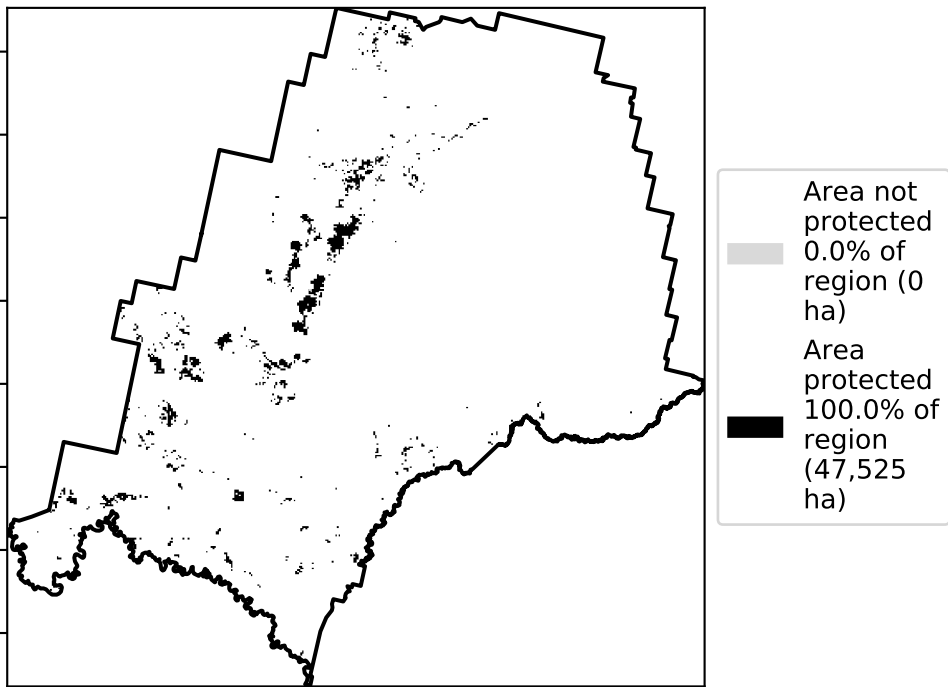 Area not
protected
0.0% of
region (0
ha)
Area
protected
100.0% of
region
(47,525
ha)